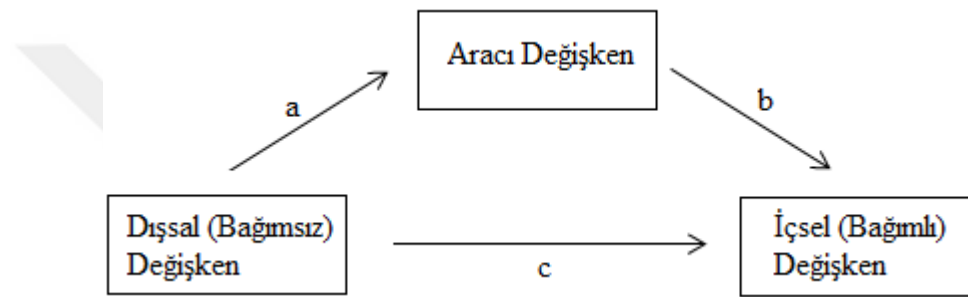 Aracı Değişken
a
b
Dışsal (Bağımsız)
Değişken
c
İçsel (Bağımlı)
Değişken